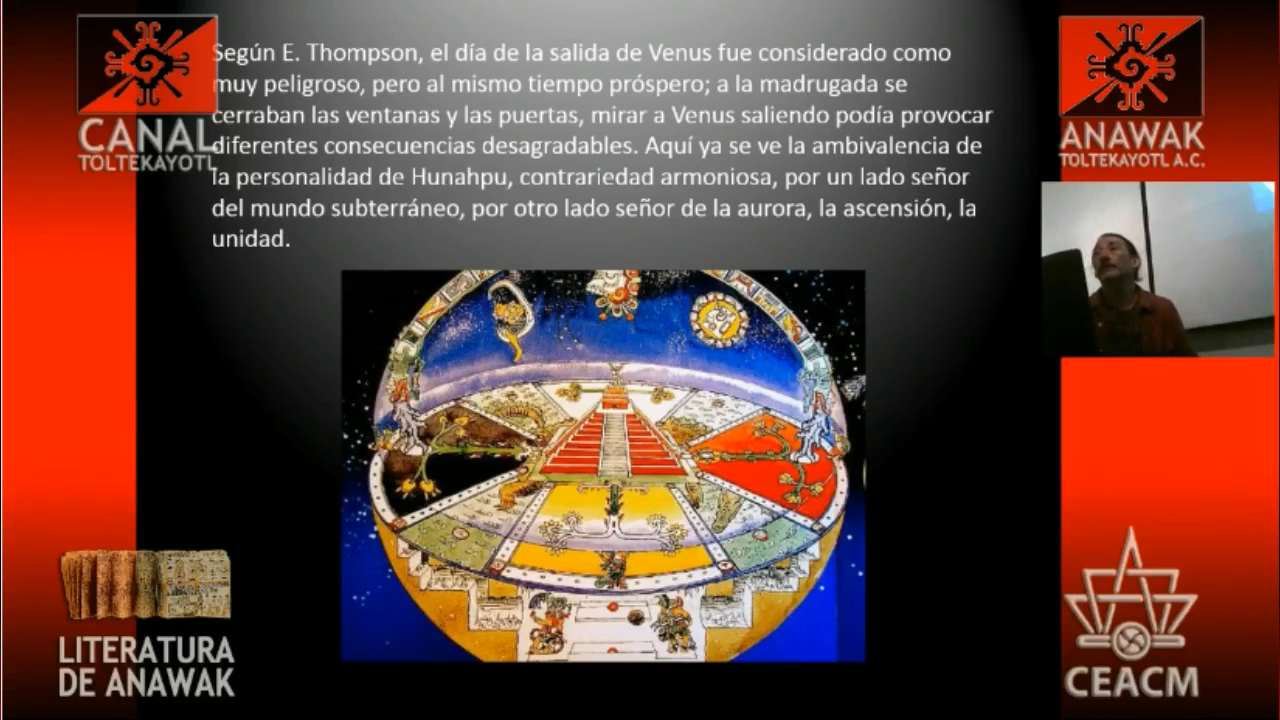 Según E. Thompson, el día de la salida de Venus fue considerado como
muy peligroso, pero al mismo tiempo próspero; a la madrugada se
cerraban las ventanas y las puertas, mirar a Venus saliendo podía provocar
diferentes consecuencias desagradables. Aquí ya se ve la ambivalencia de
la personalidad de Hunahpu, contrariedad armoniosa, por un lado señor
del mundo subterráneo, por otro lado señor de la aurora, la ascensión, la
unidad.
CANAL
TOLTEKAYOTL
ANAWAK
TOLTEKAYOTL A.C.
LITERATURA
DE ANAWAK
CEACM